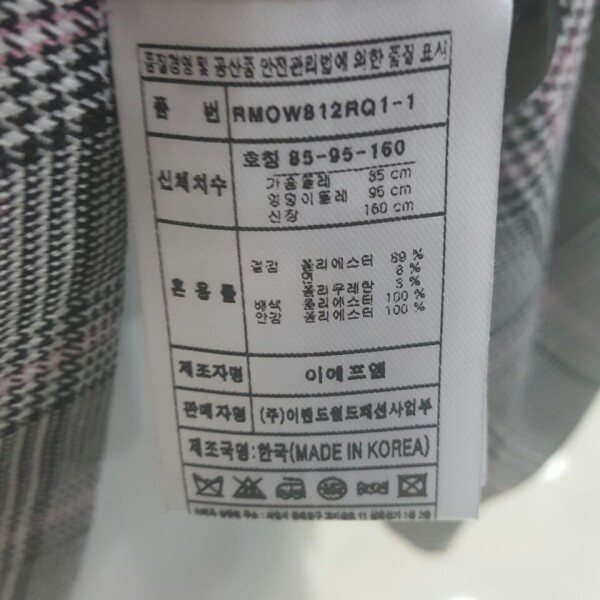 품질경영 및 공산품 안전관리법에 의한 품질 표시
품 번 RMOW812RQ1-1
신체치수
호칭 85-95-160
가슴둘레 85 cm
엉덩이둘레 95 cm
신장 160 cm
혼용률
겉감 폴리에스터 89 %
면 8 %
폴리우레탄 3 %
배색 폴리에스터 100 %
안감 폴리에스터 100 %
제조자명 이에프엠
판매자명 (주)이랜드월드패션사업부
제조국명:한국(MADE IN KOREA)